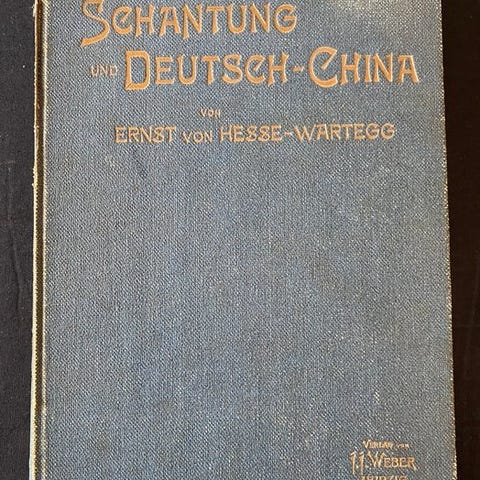 SCHANTUNG
UND DEUTSCH-CHINA
VON
ERNST VON HESSE-WARTEGG
VERLAG VON
J.J. WEBER
LEIPZIG